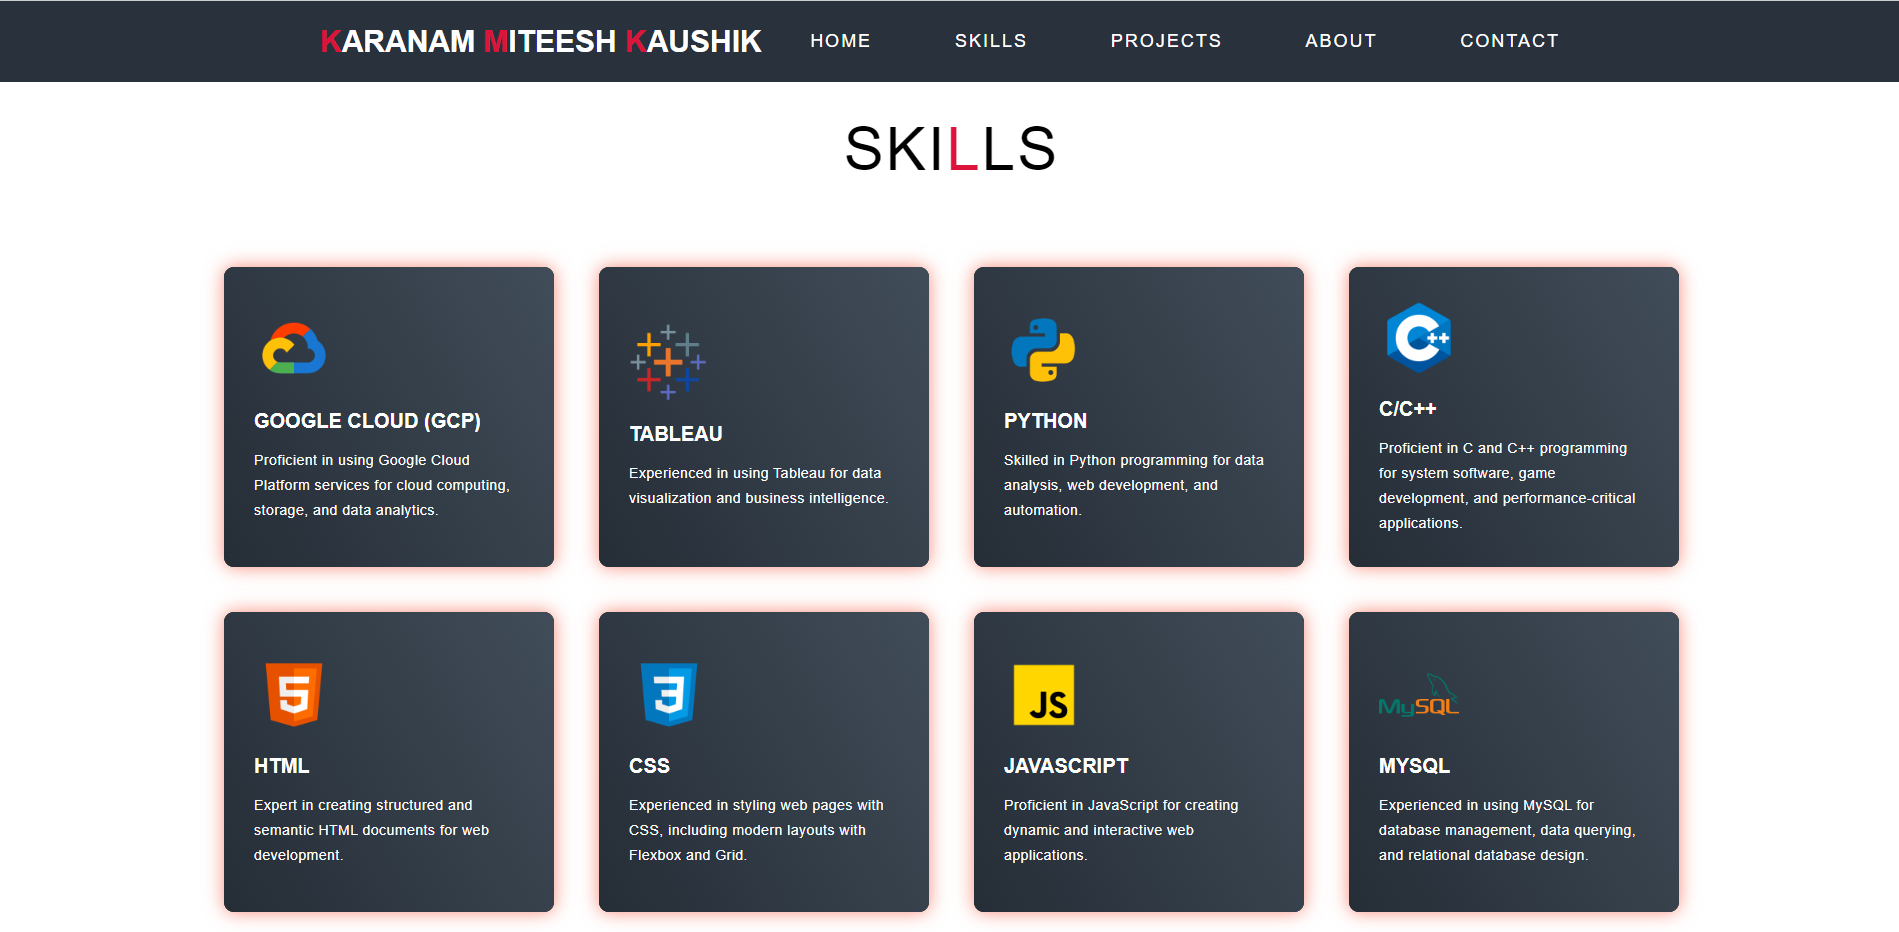 KARANAM MITEESH KAUSHIK HOME SKILLS PROJECTS ABOUT CONTACT
SKILLS
GOOGLE CLOUD (GCP)
Proficient in using Google Cloud
Platform services for cloud computing,
storage, and data analytics.
TABLEAU
Experienced in using Tableau for data
visualization and business intelligence.
PYTHON
Skilled in Python programming for data
analysis, web development, and
automation.
C++
C/C++
Proficient in C and C++ programming
for system software, game
development, and performance-critical
applications.
5
HTML
Expert in creating structured and
semantic HTML documents for web
development.
3
CSS
Experienced in styling web pages with
CSS, including modern layouts with
Flexbox and Grid.
JS
JAVASCRIPT
Proficient in JavaScript for creating
dynamic and interactive web
applications.
MySQL
MYSQL
Experienced in using MySQL for
database management, data querying,
and relational database design.